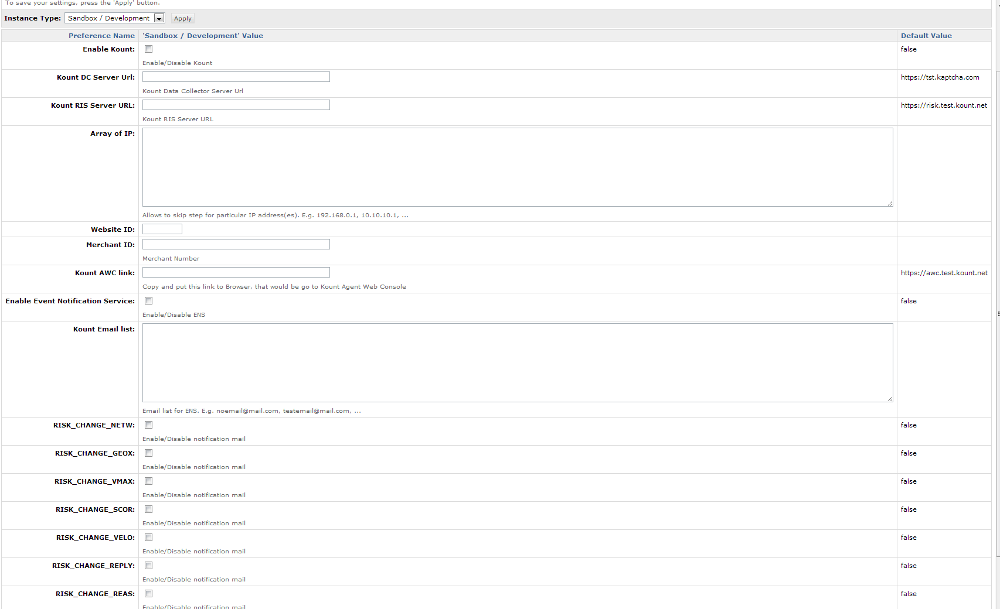 To save your settings, press the 'Apply' button.
Instance Type: Sandbox / Development Apply
Preference Name 'Sandbox / Development' Value Default Value
Enable Kount: false
Enable/Disable Kount
Kount DC Server Url: https://tst.kaptcha.com
Kount Data Collector Server Url
Kount RIS Server URL: https://risk.test.kount.net
Kount RIS Server URL
Array of IP:
Allows to skip step for particular IP address(es). E.g. 192.168.0.1, 10.10.10.1, ...
Website ID:
Merchant ID:
Merchant Number
Kount AWC link: https://awc.test.kount.net
Copy and put this link to Browser, that would be go to Kount Agent Web Console
Enable Event Notification Service: false
Enable/Disable ENS
Kount Email list:
Email list for ENS. E.g. noemail@mail.com, testemail@mail.com, ...
RISK_CHANGE_NETW: false
Enable/Disable notification mail
RISK_CHANGE_GEOX: false
Enable/Disable notification mail
RISK_CHANGE_VMAX: false
Enable/Disable notification mail
RISK_CHANGE_SCOR: false
Enable/Disable notification mail
RISK_CHANGE_VELO: false
Enable/Disable notification mail
RISK_CHANGE_REPLY: false
Enable/Disable notification mail
RISK_CHANGE_REAS: false
Enable/Disable notification mail